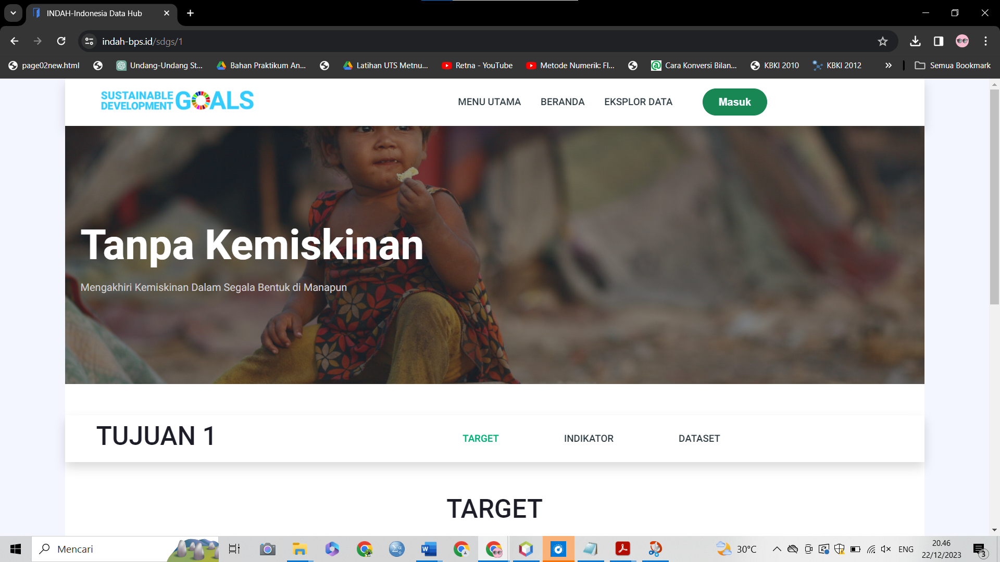 INDAH-Indonesia Data Hub
indah-bps.id/sdgs/1
page02new.html
Undang-Undang St...
Bahan Praktikum An...
Latihan UTS Metnu...
Retna - YouTube
Metode Numerik: Fl...
Cara Konversi Bilan...
KBKI 2010
KBKI 2012
Semua Bookmark
SUSTAINABLE
DEVELOPMENT GOALS
MENU UTAMA
BERANDA
EKSPLOR DATA
Masuk
Tanpa Kemiskinan
Mengakhiri Kemiskinan Dalam Segala Bentuk di Manapun
TUJUAN 1
TARGET
INDIKATOR
DATASET
TARGET
Mencari
30°C
ENG
20.46
22/12/2023
3